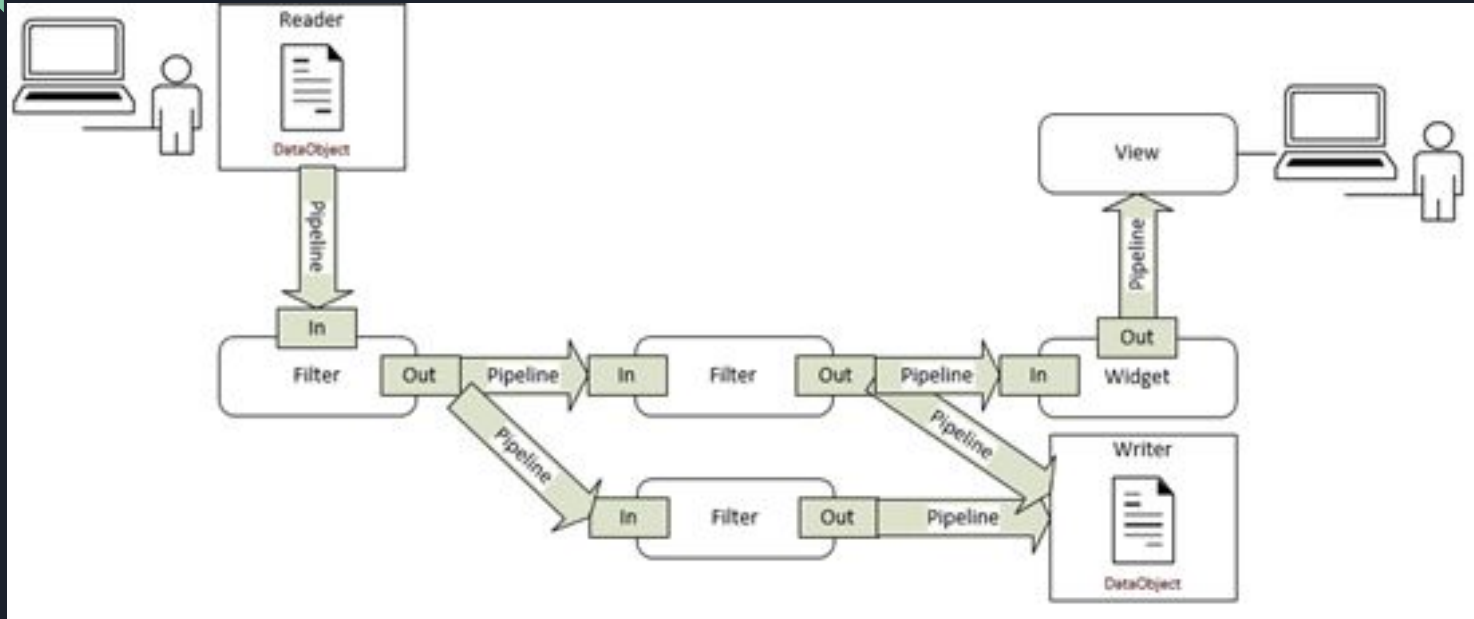 Reader
DataObject
Pipeline
In
Filter
Out
Pipeline
In
Filter
Out
Pipeline
In
Widget
Out
Pipeline
View
Pipeline
In
Filter
Out
Pipeline
Pipeline
Writer
DataObject